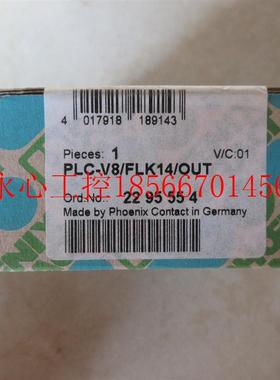 4 017918 189143
Pieces: 1 V/C:01
PLC-V8/FLK14/OUT
永心工控18566701456
Ord.No.: 22 95 55 4
Made by Phoenix Contact in Germany